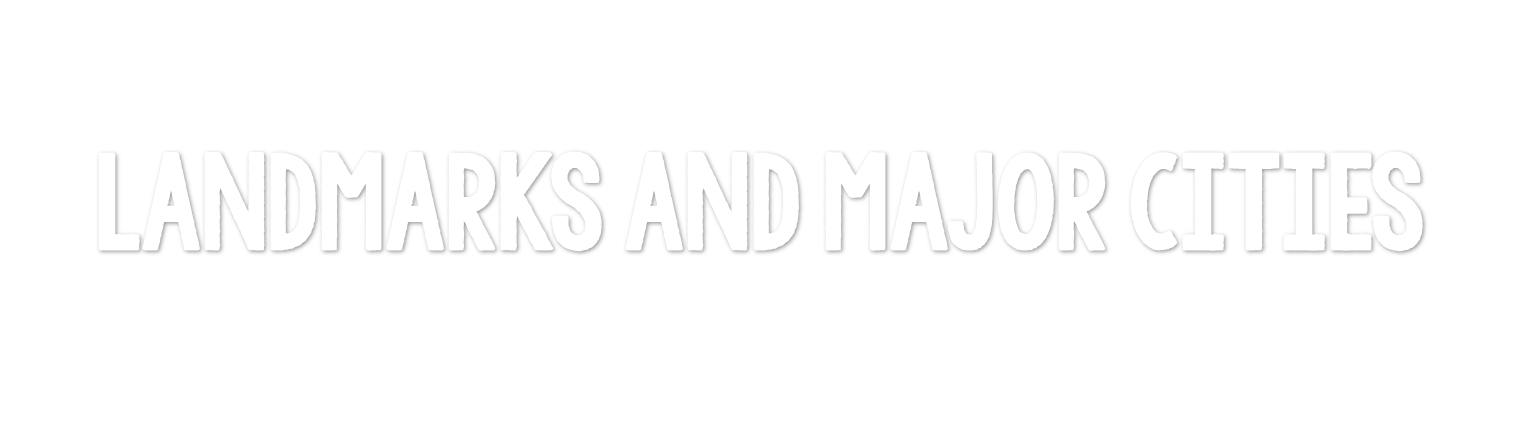 LANDMARKS AND MAJOR CITIES